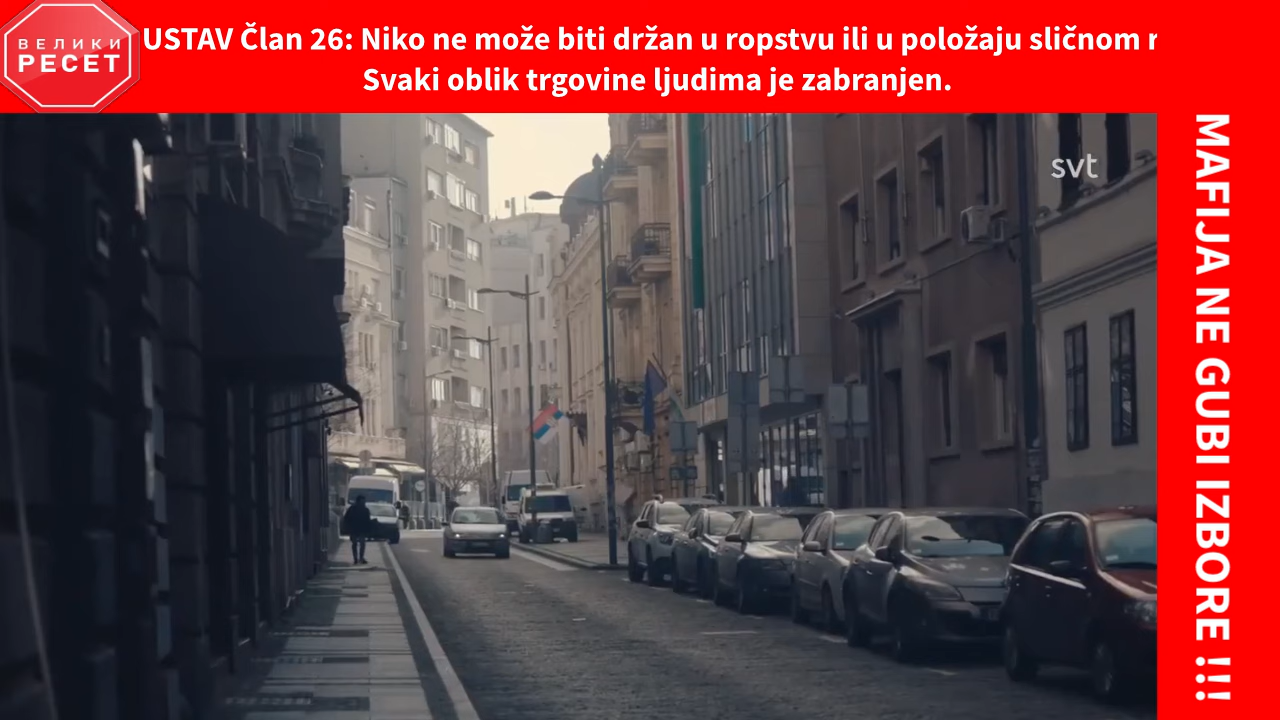 ВЕЛИКИ
РЕСЕТ
USTAV Član 26: Niko ne može biti držan u ropstvu ili u položaju sličnom
Svaki oblik trgovine ljudima je zabranjen.
svt
MAFIJA NE GUBI IZBORE !!!